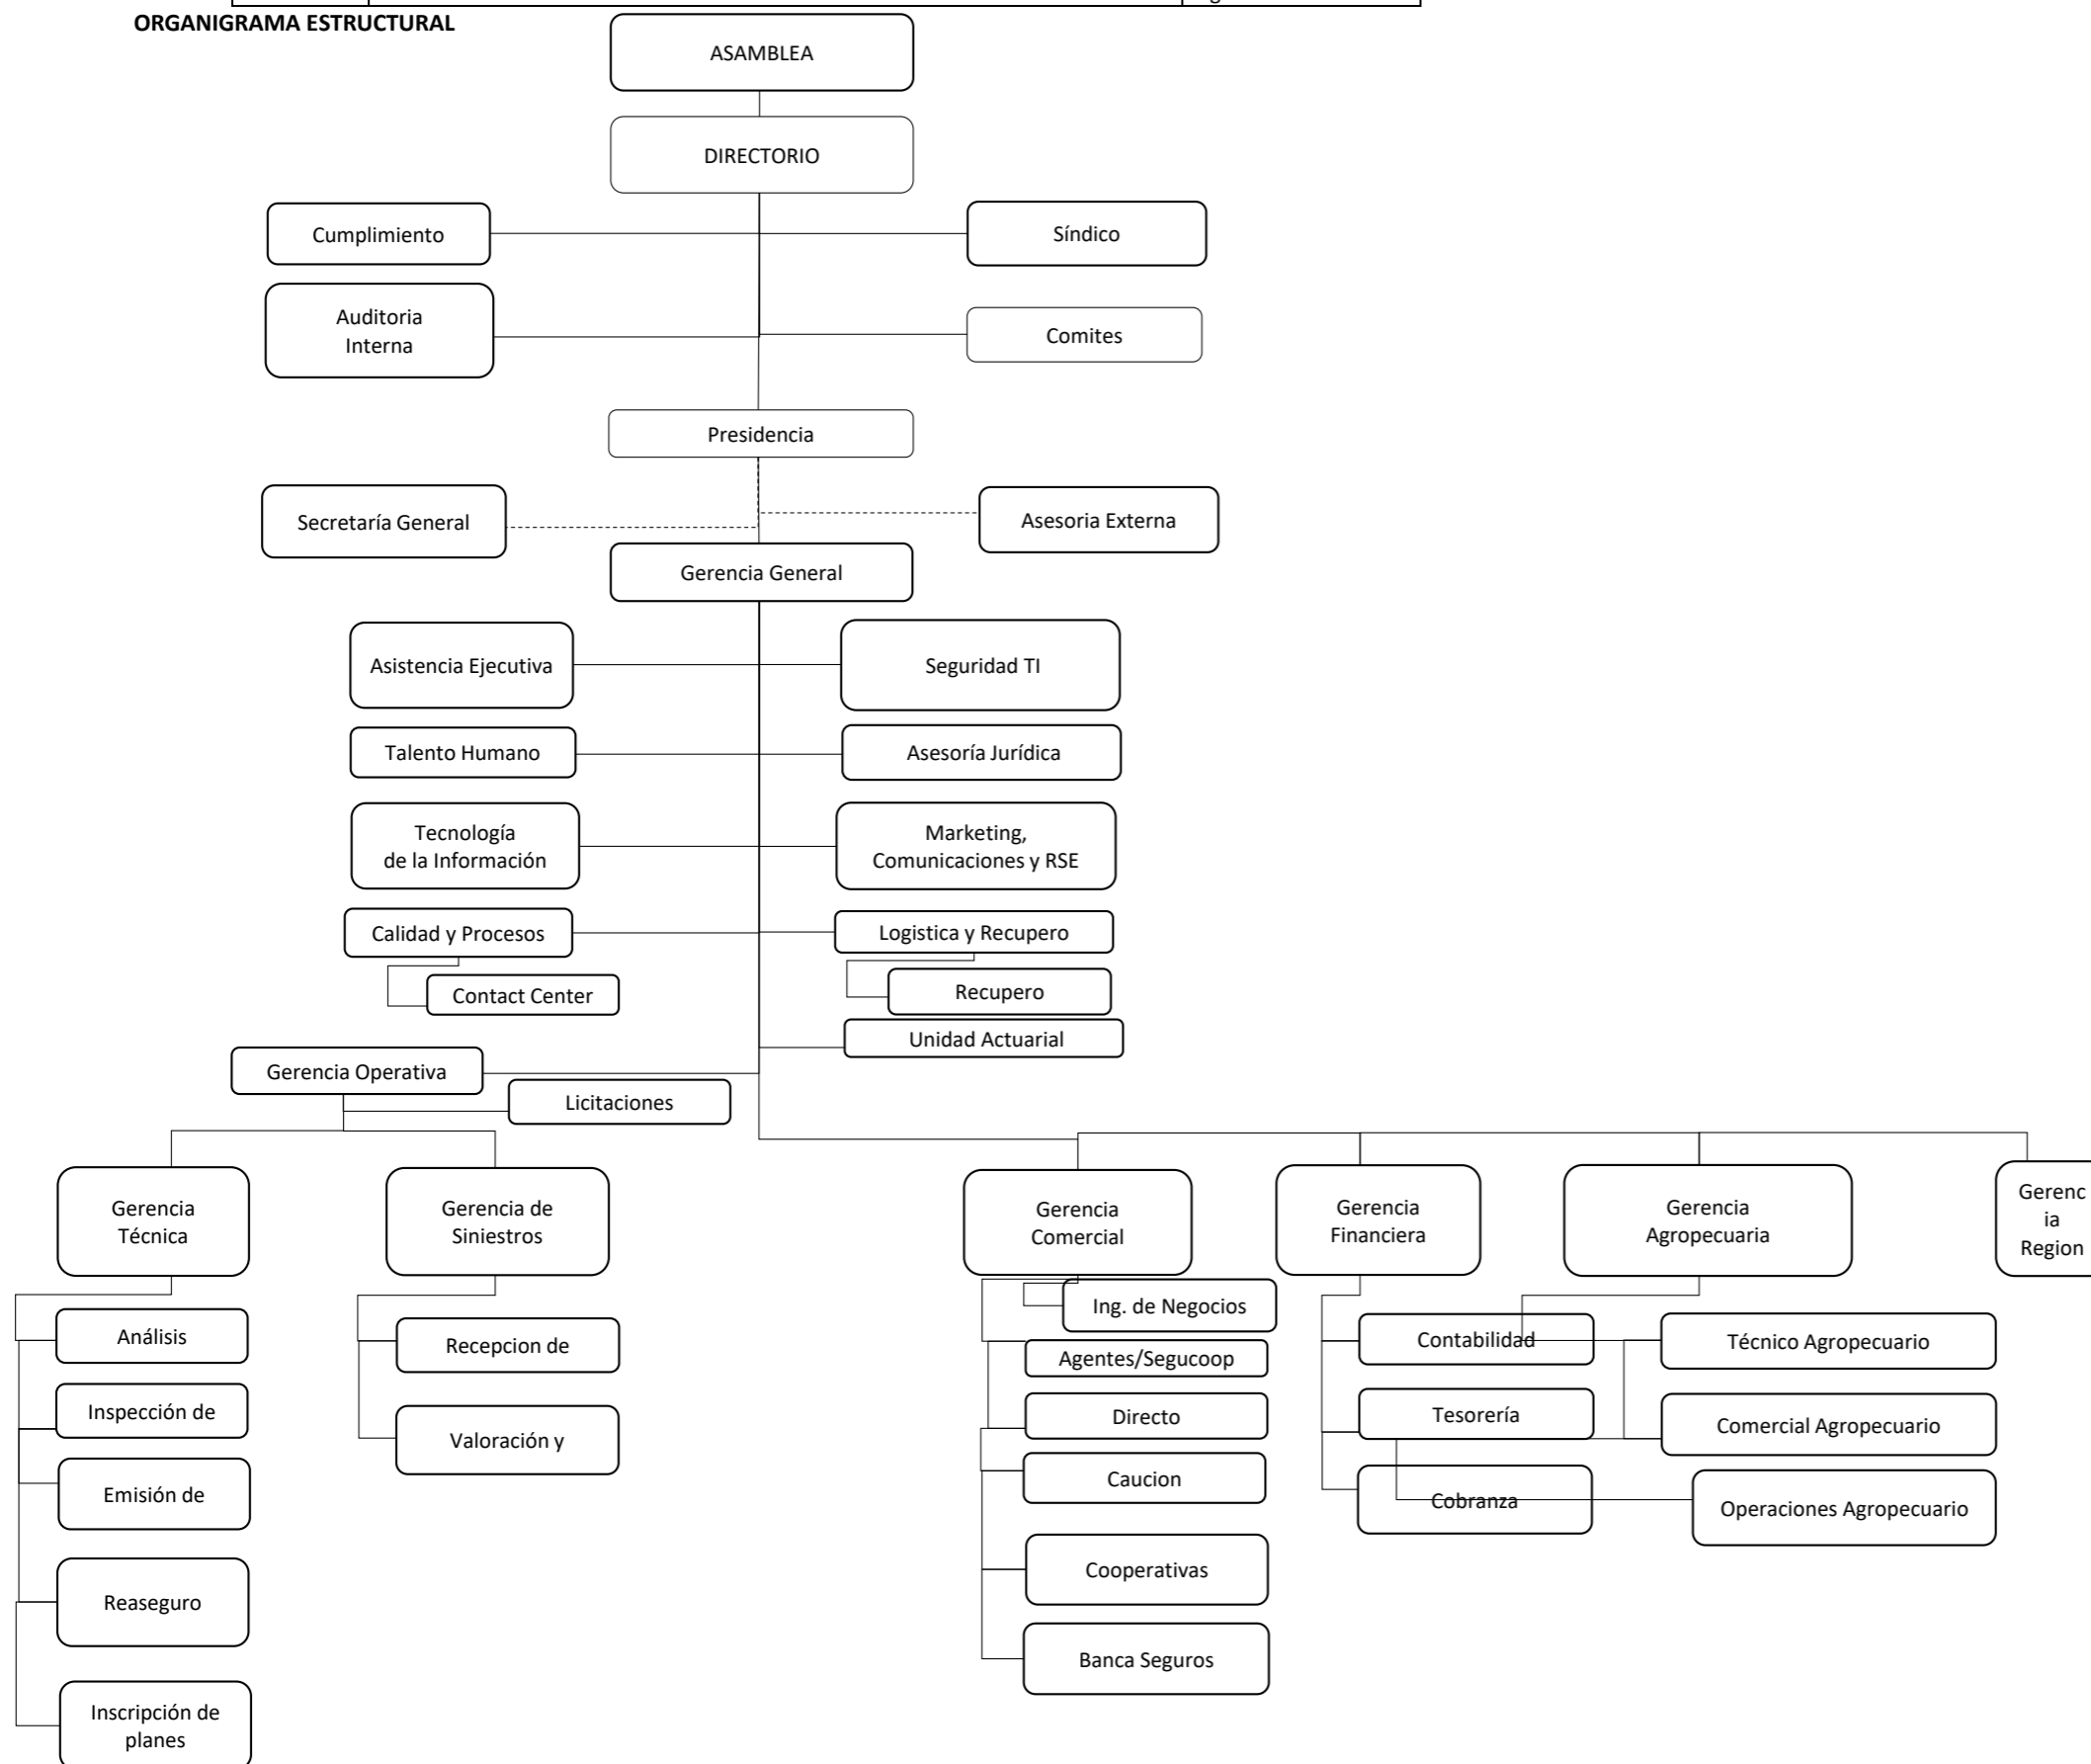 ORGANIGRAMA ESTRUCTURAL
ASAMBLEA
DIRECTORIO
Cumplimiento
Síndico
Auditoria
Interna
Comites
Presidencia
Secretaría General
Asesoria Externa
Gerencia General
Asistencia Ejecutiva
Seguridad TI
Talento Humano
Asesoría Jurídica
Tecnología
de la Información
Marketing,
Comunicaciones y RSE
Calidad y Procesos
Logistica y Recupero
Contact Center
Recupero
Unidad Actuarial
Gerencia Operativa
Licitaciones
Gerencia
Técnica
Gerencia de
Siniestros
Gerencia
Comercial
Gerencia
Financiera
Gerencia
Agropecuaria
Gerenc
ia
Region
Análisis
Inspección de
Emisión de
Reaseguro
Inscripción de
planes
Recepcion de
Valoración y
Ing. de Negocios
Agentes/Segucoop
Directo
Caucion
Cooperativas
Banca Seguros
Contabilidad
Tesorería
Cobranza
Técnico Agropecuario
Comercial Agropecuario
Operaciones Agropecuario